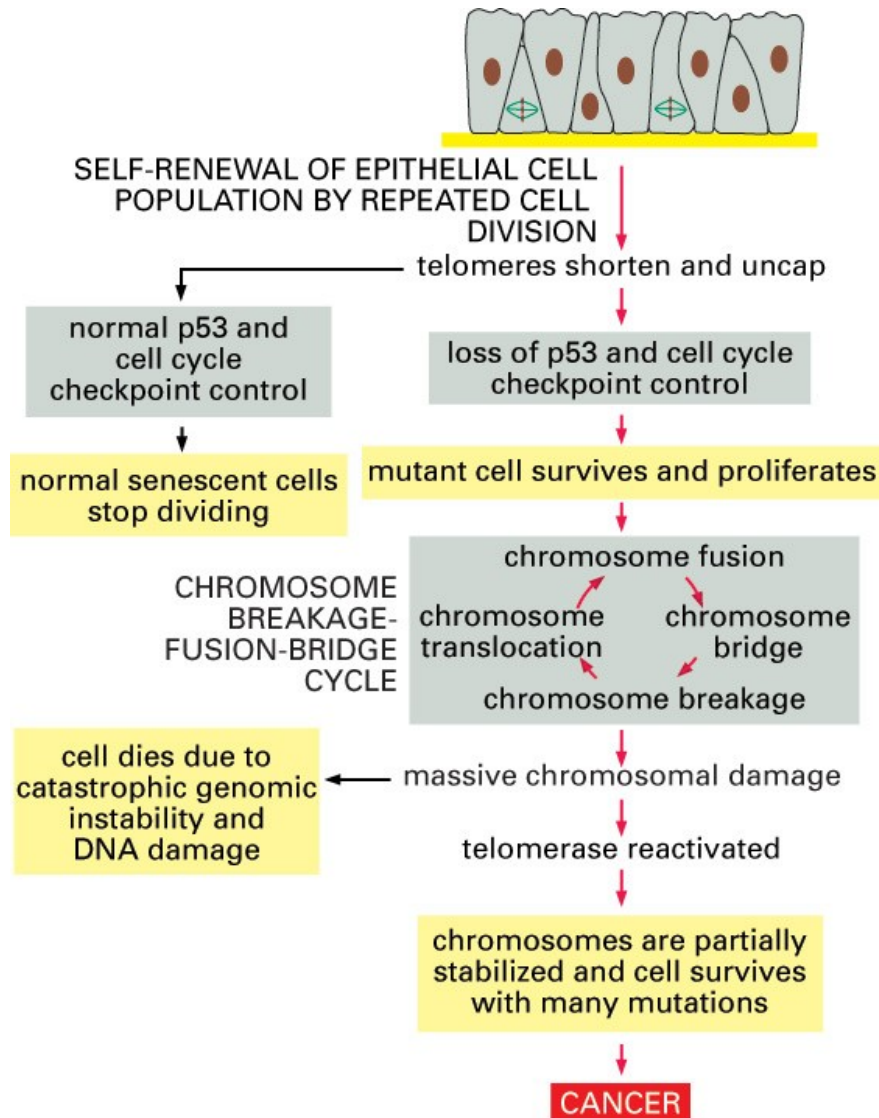 SELF-RENEWAL OF EPITHELIAL CELL
POPULATION BY REPEATED CELL
DIVISION
telomeres shorten and uncap
normal p53 and
cell cycle
checkpoint control
loss of p53 and cell cycle
checkpoint control
normal senescent cells
stop dividing
mutant cell survives and proliferates
CHROMOSOME
BREAKAGE-
FUSION-BRIDGE
CYCLE
chromosome fusion
chromosome
translocation
chromosome
bridge
chromosome breakage
cell dies due to
catastrophic genomic
instability and
DNA damage
massive chromosomal damage
telomerase reactivated
chromosomes are partially
stabilized and cell survives
with many mutations
CANCER